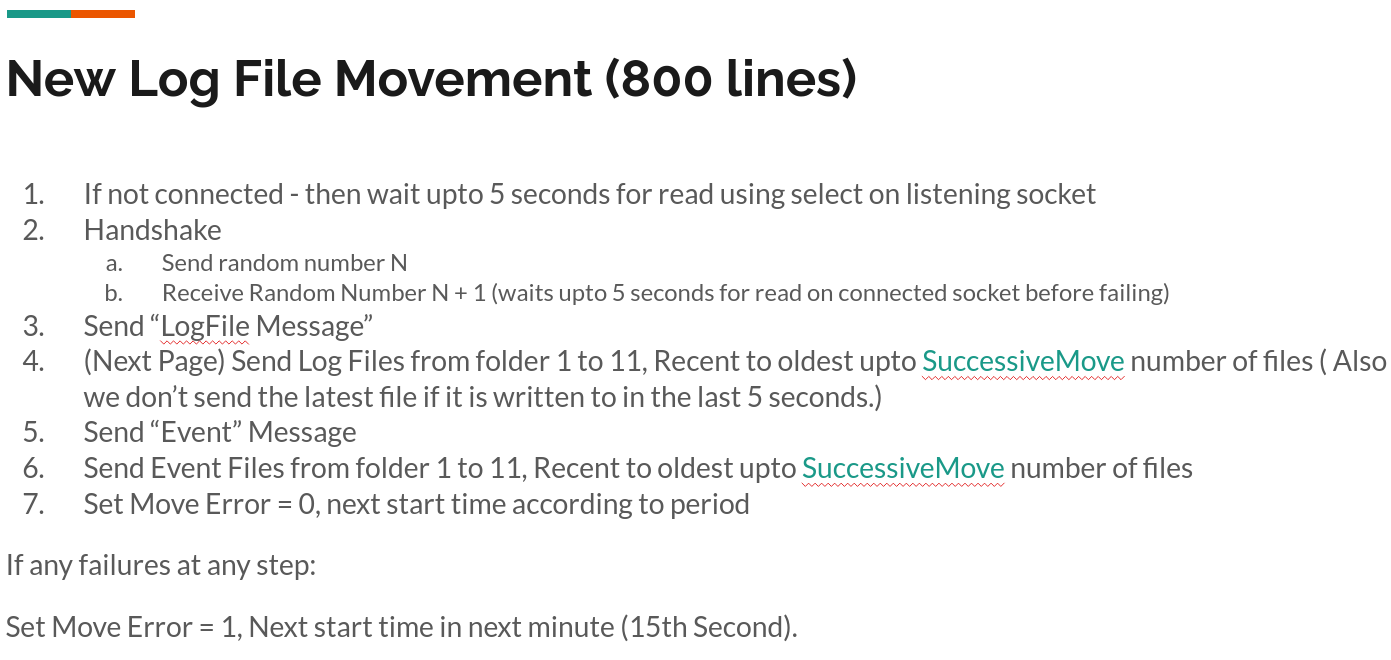 New Log File Movement (800 lines)
1. If not connected - then wait upto 5 seconds for read using select on listening socket
2. Handshake
a. Send random number N
b. Receive Random Number N + 1 (waits upto 5 seconds for read on connected socket before failing)
3. Send “LogFile Message”
4. (Next Page) Send Log Files from folder 1 to 11, Recent to oldest upto SuccessiveMove number of files ( Also
we don’t send the latest file if it is written to in the last 5 seconds.)
5. Send “Event” Message
6. Send Event Files from folder 1 to 11, Recent to oldest upto SuccessiveMove number of files
7. Set Move Error = 0, next start time according to period
If any failures at any step:
Set Move Error = 1, Next start time in next minute (15th Second).